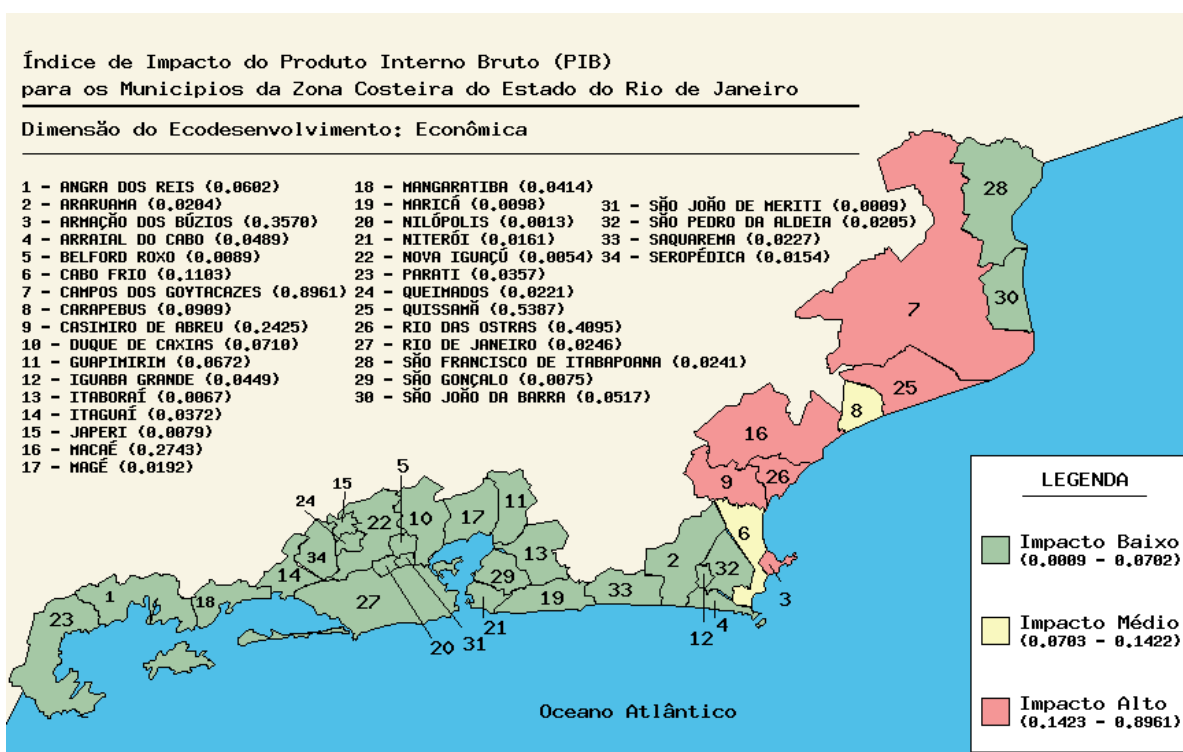 Índice de Impacto do Produto Interno Bruto (PIB)
para os Municipios da Zona Costeira do Estado do Rio de Janeiro
Dimensão do Ecodesenvolvimento: Econômica
1 - ANGRA DOS REIS (0.0602)
2 - ARARUAMA (0.0204)
3 - ARMAÇÃO DOS BÚZIOS (0.3570)
4 - ARRAIAL DO CABO (0.0489)
5 - BELFORD ROXO (0.0089)
6 - CABO FRIO (0.1103)
7 - CAMPOS DOS GOYTACAZES (0.8961)
8 - CARAPEBUS (0.0909)
9 - CASIMIRO DE ABREU (0.2425)
10 - DUQUE DE CAXIAS (0.0710)
11 - GUAPIMIRIM (0.0672)
12 - IGUABA GRANDE (0.0449)
13 - ITABORAÍ (0.0067)
14 - ITAGUAÍ (0.0372)
15 - JAPERI (0.0079)
16 - MACAÉ (0.2743)
17 - MAGÉ (0.0192)
18 - MANGARATIBA (0.0414)
19 - MARICÁ (0.0098)
20 - NILÓPOLIS (0.0013)
21 - NITERÓI (0.0161)
22 - NOVA IGUAÇÚ (0.0054)
23 - PARATI (0.0357)
24 - QUEIMADOS (0.0221)
25 - QUISSAMÃ (0.5387)
26 - RIO DAS OSTRAS (0.4095)
27 - RIO DE JANEIRO (0.0246)
28 - SÃO FRANCISCO DE ITABAPOANA (0.0241)
29 - SÃO GONÇALO (0.0075)
30 - SÃO JOÃO DA BARRA (0.0517)
31 - SÃO JOÃO DE MERITI (0.0009)
32 - SÃO PEDRO DA ALDEIA (0.0205)
33 - SAQUAREMA (0.0227)
34 - SEROPÉDICA (0.0154)
28
30
7
25
8
16
9
26
6
5
15
24
22
10
17
11
34
13
2
32
14
29
1
18
27
19
33
23
3
21
4
12
20
31
Oceano Atlântico
LEGENDA
Impacto Baixo
(0.0009 - 0.0702)
Impacto Médio
(0.0703 - 0.1422)
Impacto Alto
(0.1423 - 0.8961)